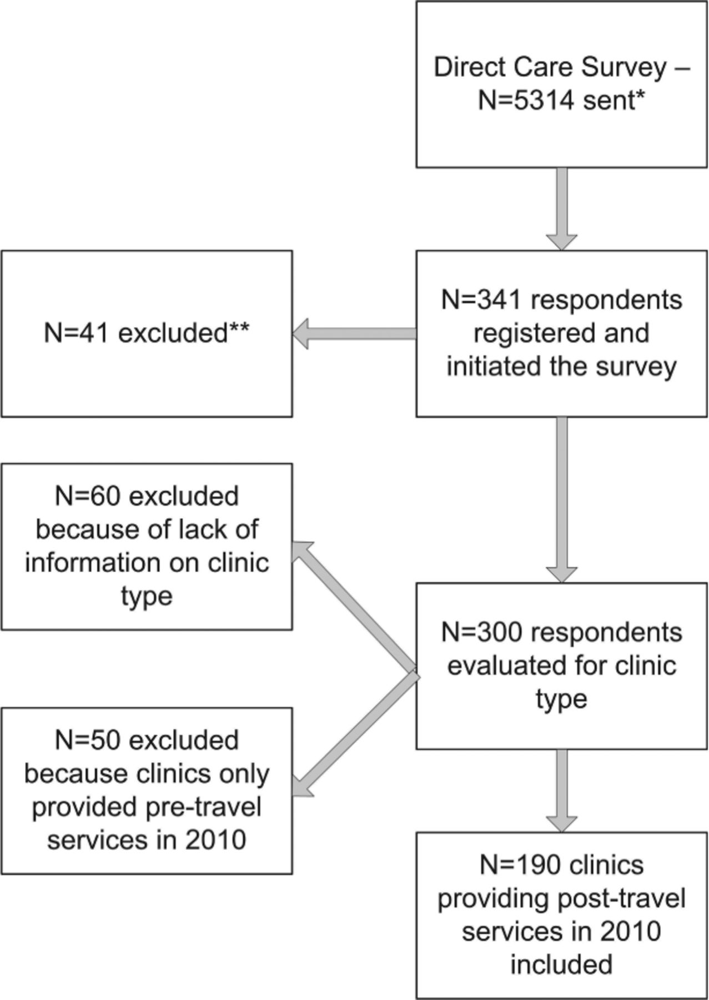 Direct Care Survey –
N=5314 sent*
N=341 respondents
registered and
initiated the survey
N=41 excluded**
N=60 excluded
because of lack of
information on clinic
type
N=300 respondents
evaluated for clinic
type
N=50 excluded
because clinics only
provided pre-travel
services in 2010
N=190 clinics
providing post-travel
services in 2010
included